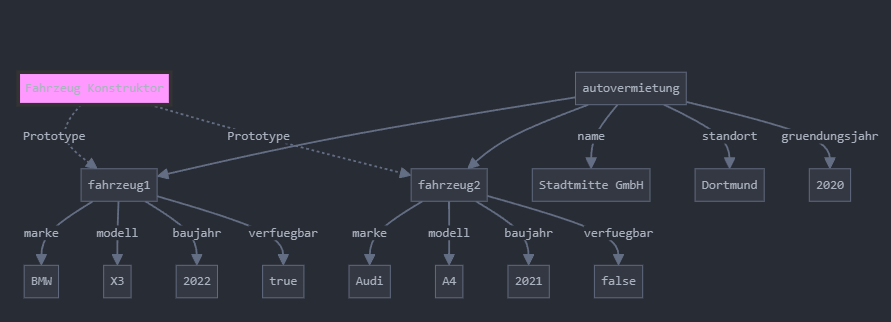 Fahrzeug Konstruktor
autovermietung
Prototype
Prototype
name
standort
gruendungsjahr
fahrzeug1
fahrzeug2
Stadtmitte GmbH
Dortmund
2020
marke
modell
baujahr
verfuegbar
marke
modell
baujahr
verfuegbar
BMW
X3
2022
true
Audi
A4
2021
false